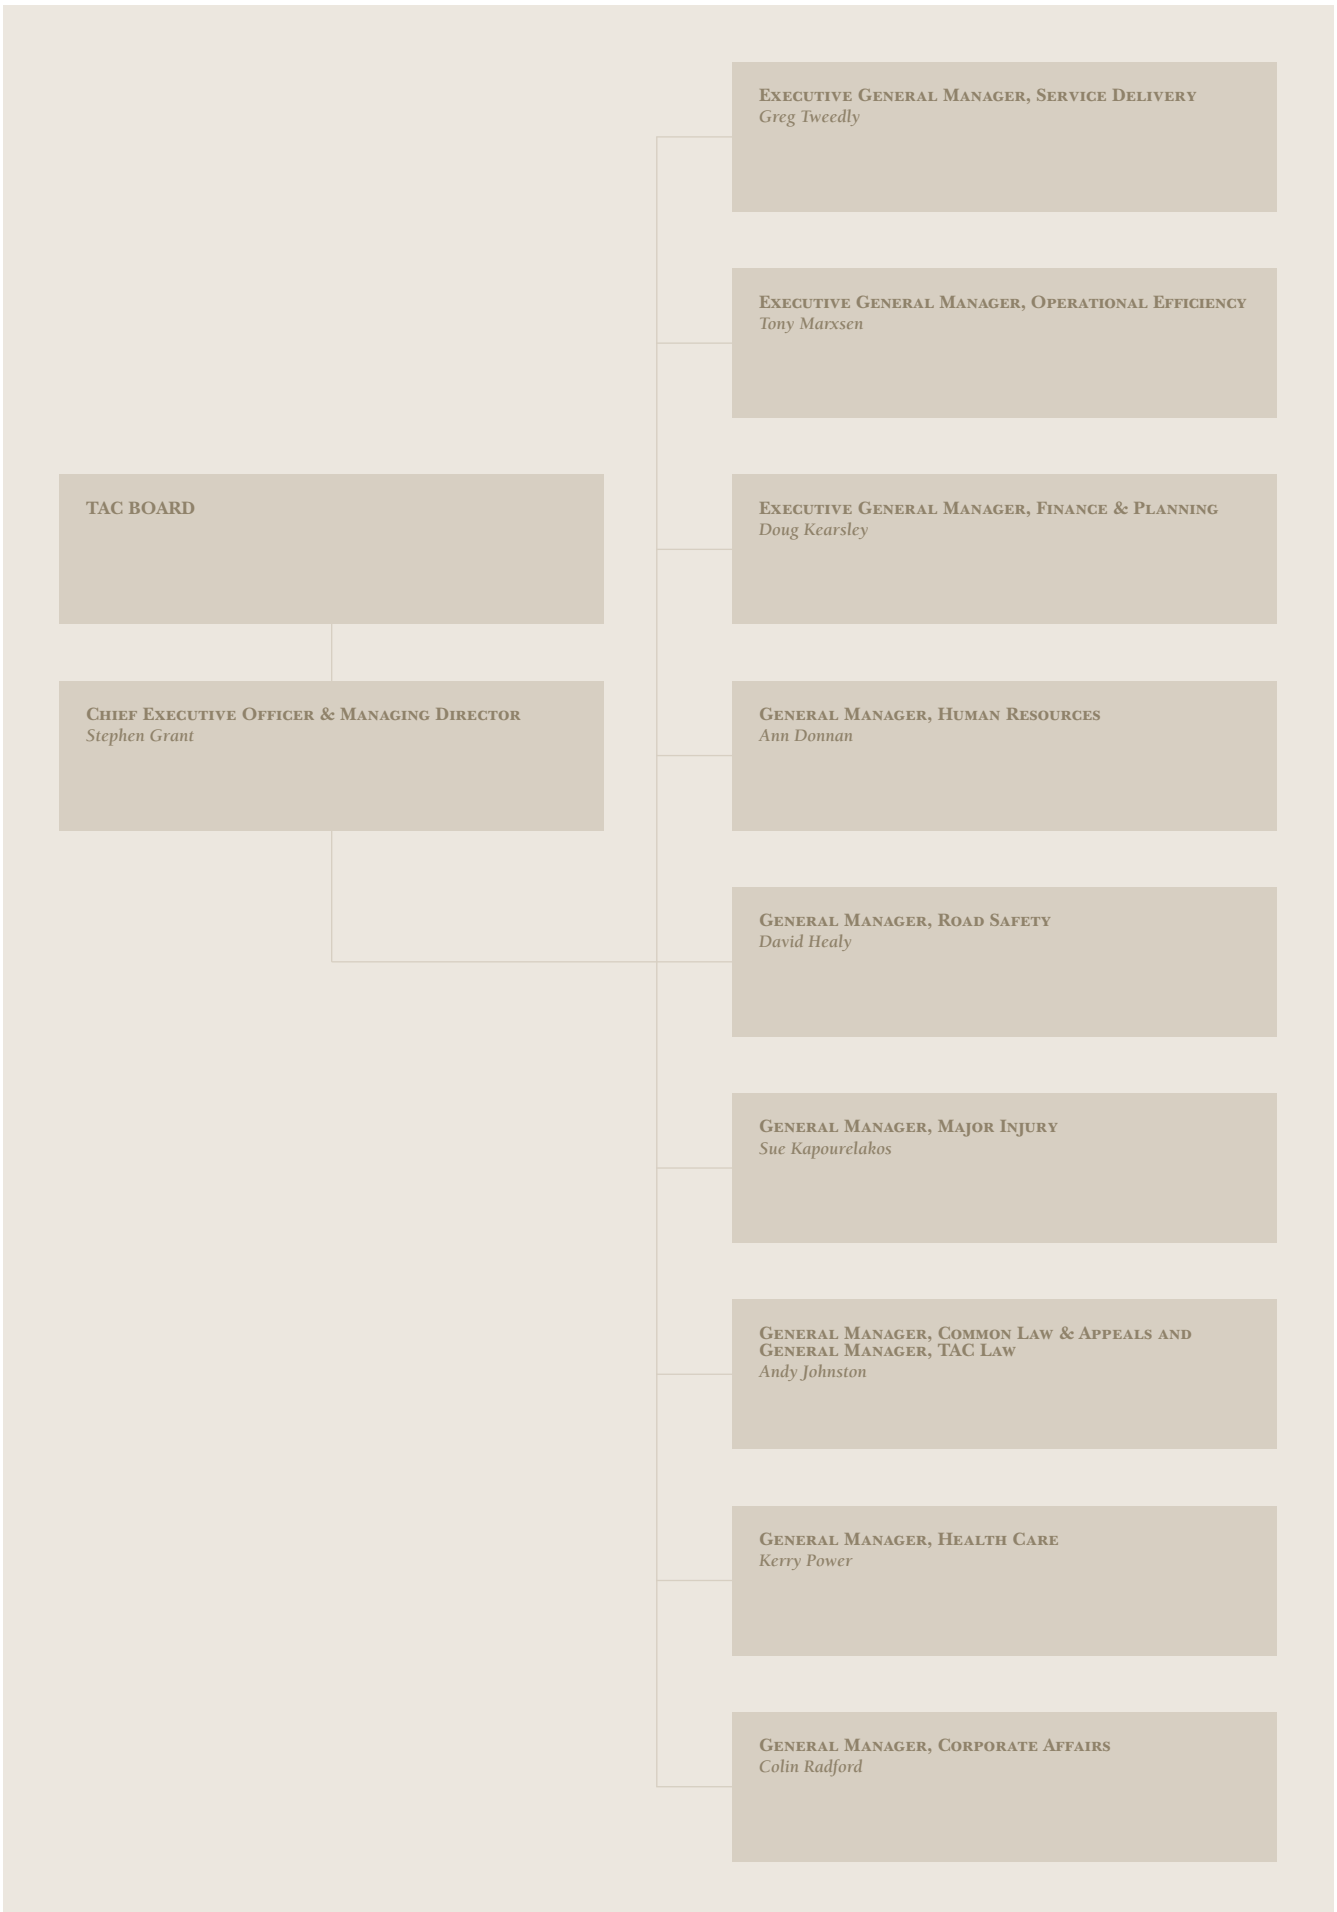 Executive General Manager, Service Delivery
Greg Tweedly
Executive General Manager, Operational Efficiency
Tony Marxsen
TAC BOARD
Executive General Manager, Finance & Planning
Doug Kearsley
Chief Executive Officer & Managing Director
Stephen Grant
General Manager, Human Resources
Ann Donnan
General Manager, Road Safety
David Healy
General Manager, Major Injury
Sue Kapourelakos
General Manager, Common Law & Appeals and
General Manager, TAC Law
Andy Johnston
General Manager, Health Care
Kerry Power
General Manager, Corporate Affairs
Colin Radford